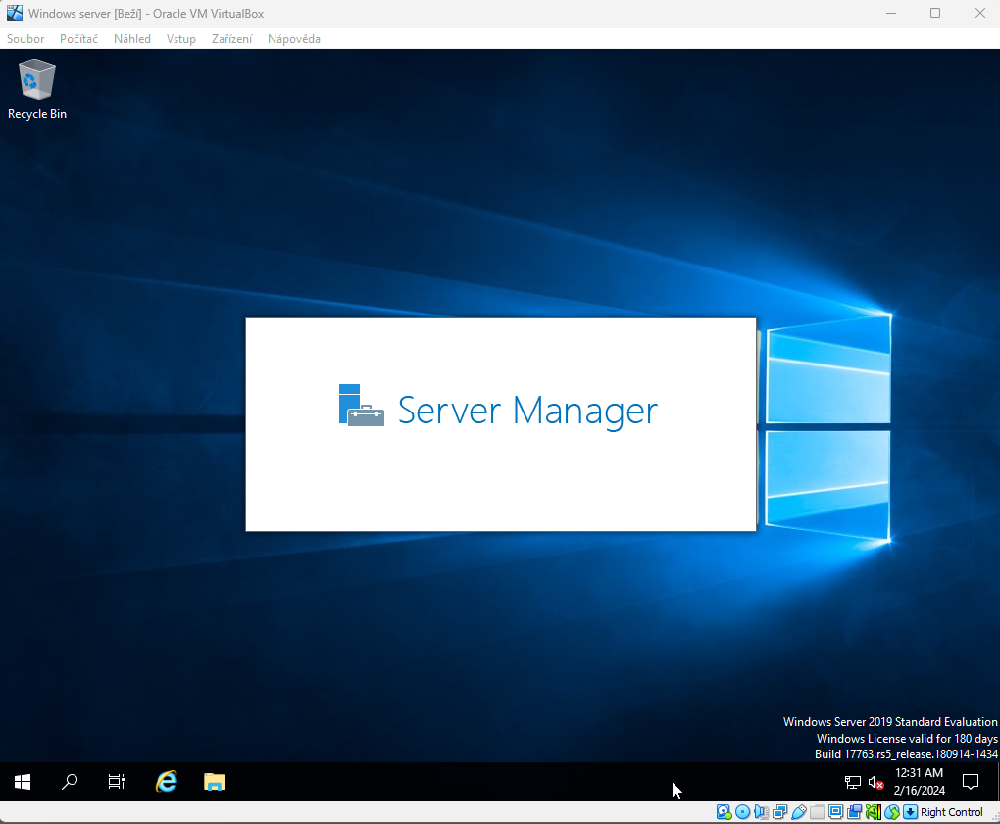 Windows server [Beží] - Oracle VM VirtualBox
Soubor Počítač Náhled Vstup Zařízení Nápověda
Recycle Bin
Server Manager
Windows Server 2019 Standard Evaluation
Windows License valid for 180 days
Build 17763.rs5_release.180914-1434
12:31 AM
2/16/2024
Right Control